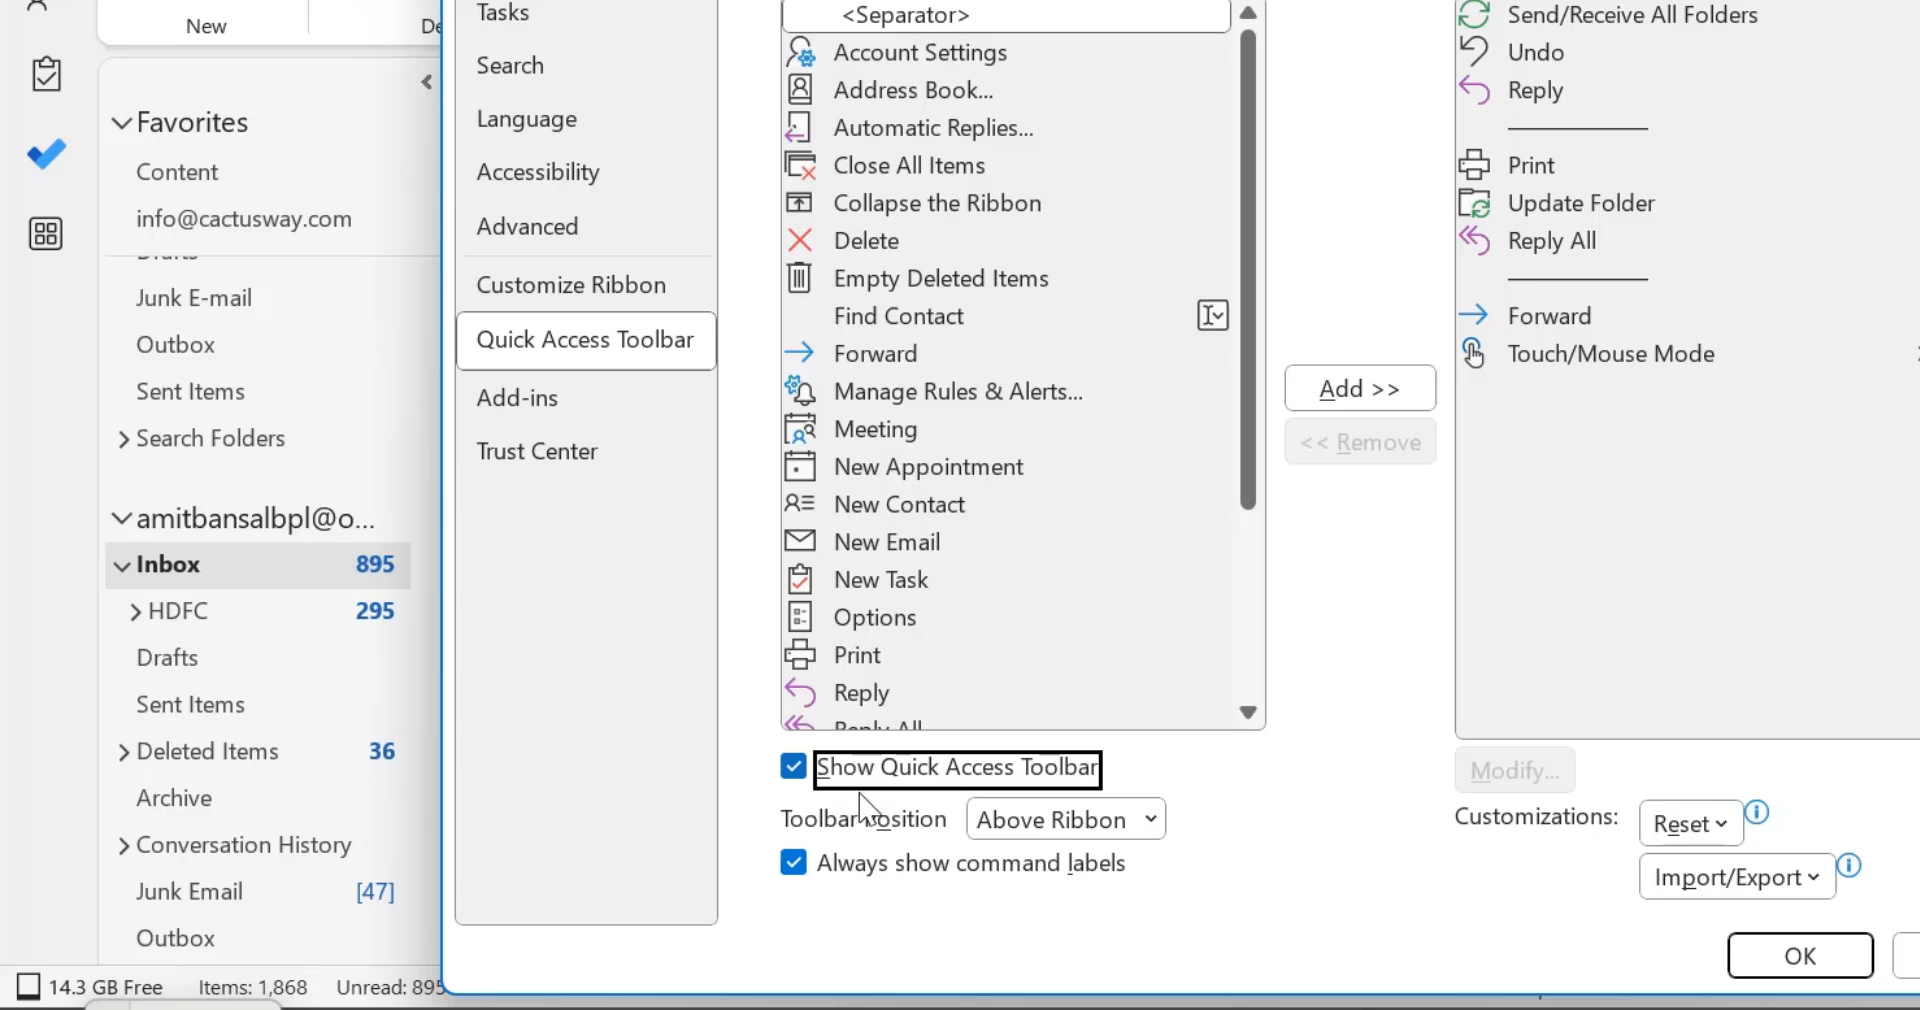 New
De
Favorites
Content
info@cactusway.com
Drafts
Junk E-mail
Outbox
Sent Items
Search Folders
amitbansalbpl@o...
Inbox 895
HDFC 295
Drafts
Sent Items
Deleted Items 36
Archive
Conversation History
Junk Email [47]
Outbox
14.3 GB Free Items: 1,868 Unread: 895
Tasks
Search
Language
Accessibility
Advanced
Customize Ribbon
Quick Access Toolbar
Add-ins
Trust Center
<Separator>
Account Settings
Address Book...
Automatic Replies...
Close All Items
Collapse the Ribbon
Delete
Empty Deleted Items
Find Contact
Forward
Manage Rules & Alerts...
Meeting
New Appointment
New Contact
New Email
New Task
Options
Print
Reply
Reply All
Show Quick Access Toolbar
Toolbar Position Above Ribbon
Always show command labels
Add >>
<< Remove
Send/Receive All Folders
Undo
Reply
Print
Update Folder
Reply All
Forward
Touch/Mouse Mode
Modify...
Customizations: Reset
Import/Export
OK